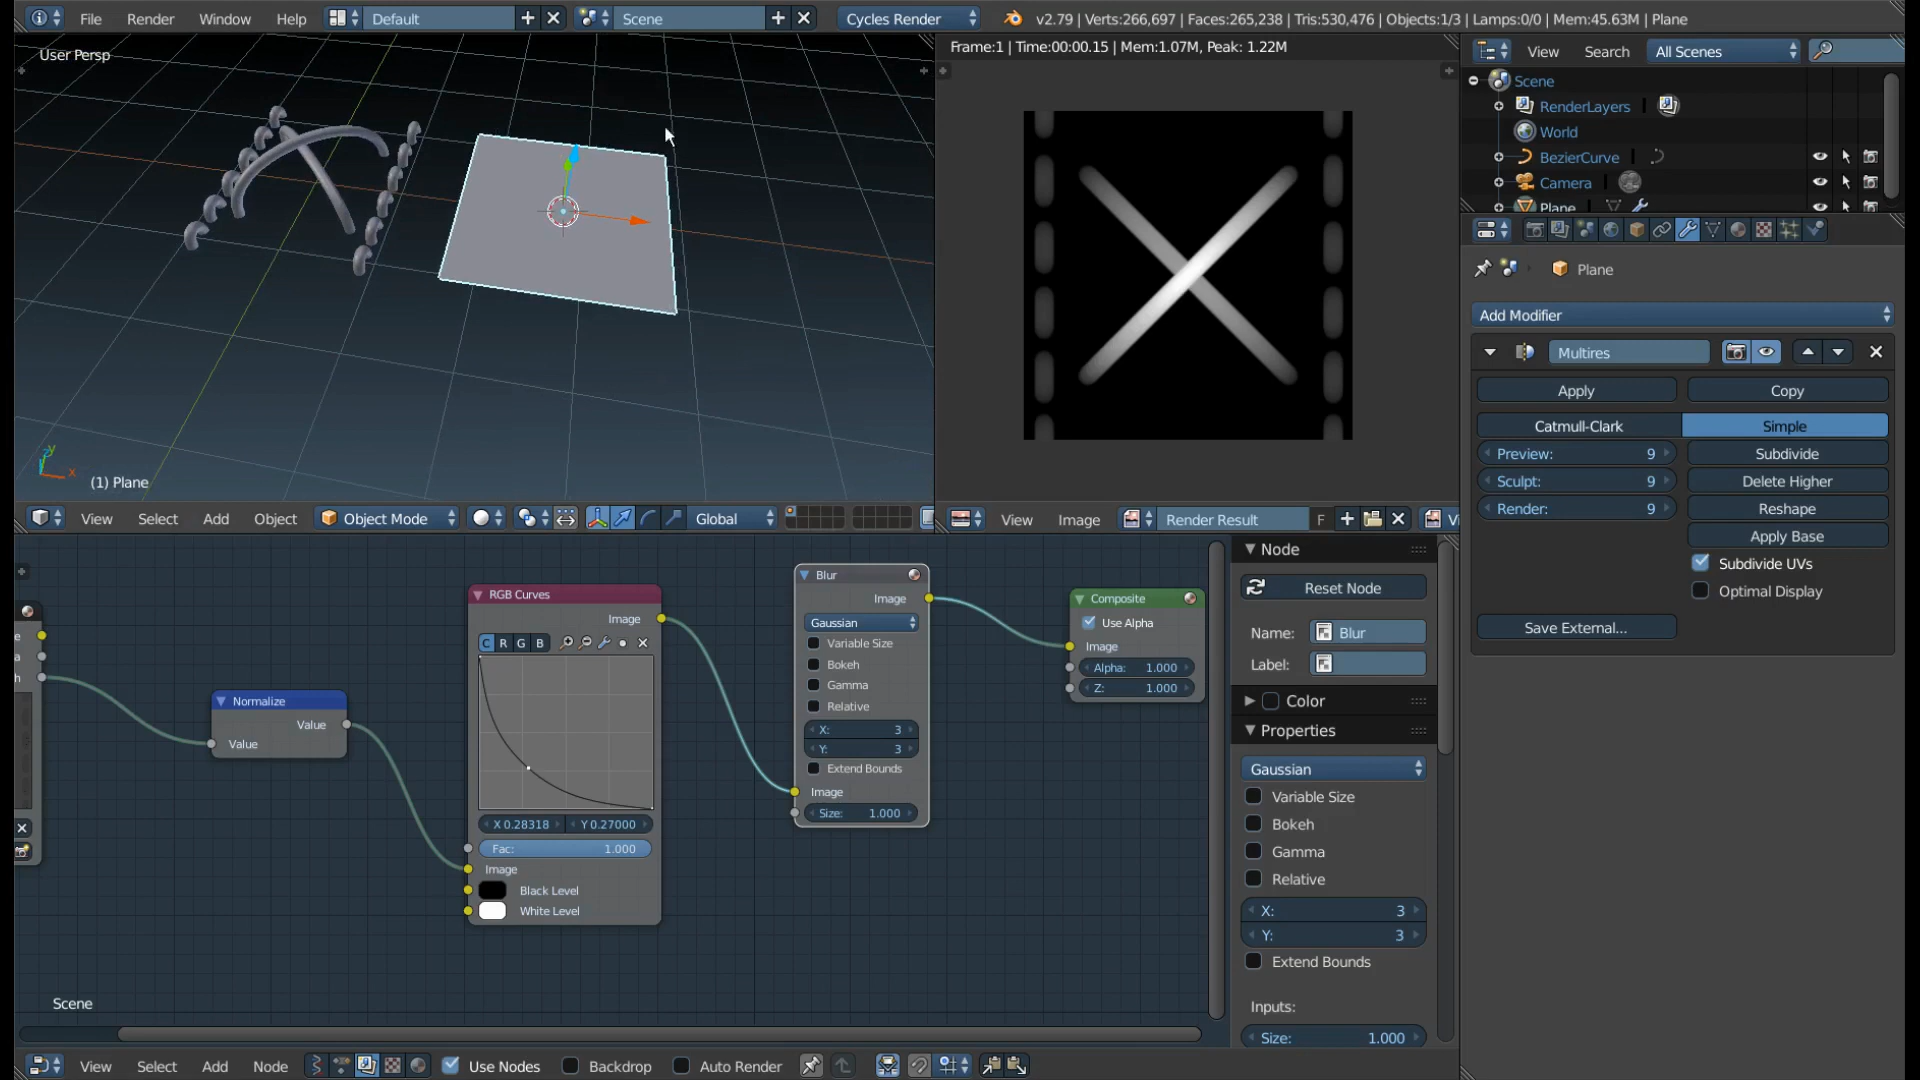 File Render Window Help Default Scene Cycles Render v2.79 | Verts:266,697 | Faces:265,238 | Tris:530,476 | Objects:1/3 | Lamps:0/0 | Mem:45.63M | Plane
User Persp
(1) Plane
View Select Add Object Object Mode Global
Frame:1 | Time:00:00.15 | Mem:1.07M, Peak: 1.22M
View Image Render Result F
View Search All Scenes
Scene
RenderLayers
World
BezierCurve
Camera
Plane
Plane
Add Modifier
Multires
Apply Copy
Catmull-Clark Simple
Preview: 9 Subdivide
Sculpt: 9 Delete Higher
Render: 9 Reshape
Apply Base
Subdivide UVs
Optimal Display
Save External...
Normalize
Value
Value
RGB Curves
Image
C R G B
X 0.28318 Y 0.27000
Fac: 1.000
Image
Black Level
White Level
Blur
Image
Gaussian
Variable Size
Bokeh
Gamma
Relative
X: 3
Y: 3
Extend Bounds
Image
Size: 1.000
Composite
Use Alpha
Image
Alpha: 1.000
Z: 1.000
Scene
Node
Reset Node
Name: Blur
Label:
Color
Properties
Gaussian
Variable Size
Bokeh
Gamma
Relative
X: 3
Y: 3
Extend Bounds
Inputs:
Size: 1.000
View Select Add Node Use Nodes Backdrop Auto Render